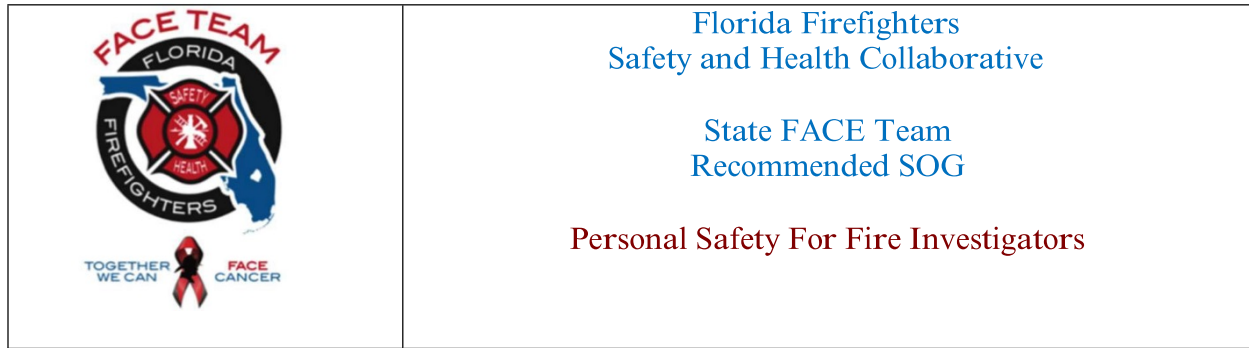 FACE TEAM
FLORIDA
FIREFIGHTERS
SAFETY
HEALTH
TOGETHER
WE CAN
FACE
CANCER
Florida Firefighters
Safety and Health Collaborative
State FACE Team
Recommended SOG
Personal Safety For Fire Investigators